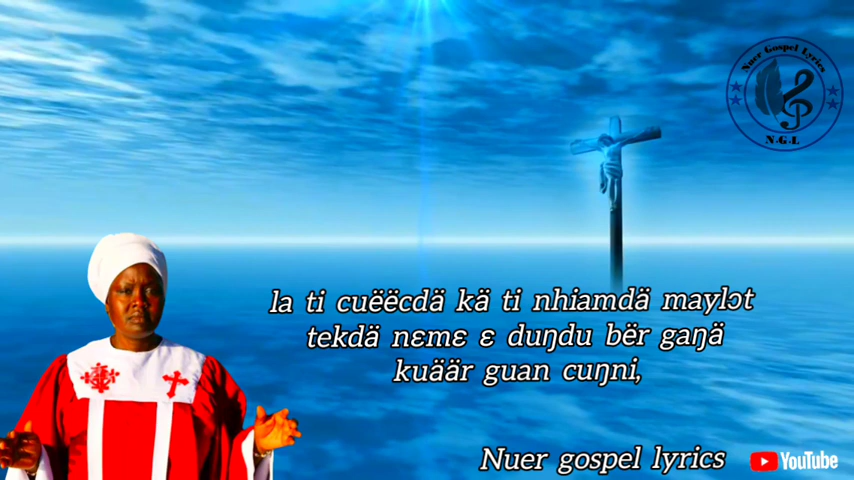 Nuer Gospel Lyrics
N.G.L
la ti cuëëcdä kä ti nhiamdä maylɔt
tekdä nɛmɛ ɛ duŋdu bër gaŋä
kuäär guan cuŋni,
Nuer gospel lyrics
YouTube